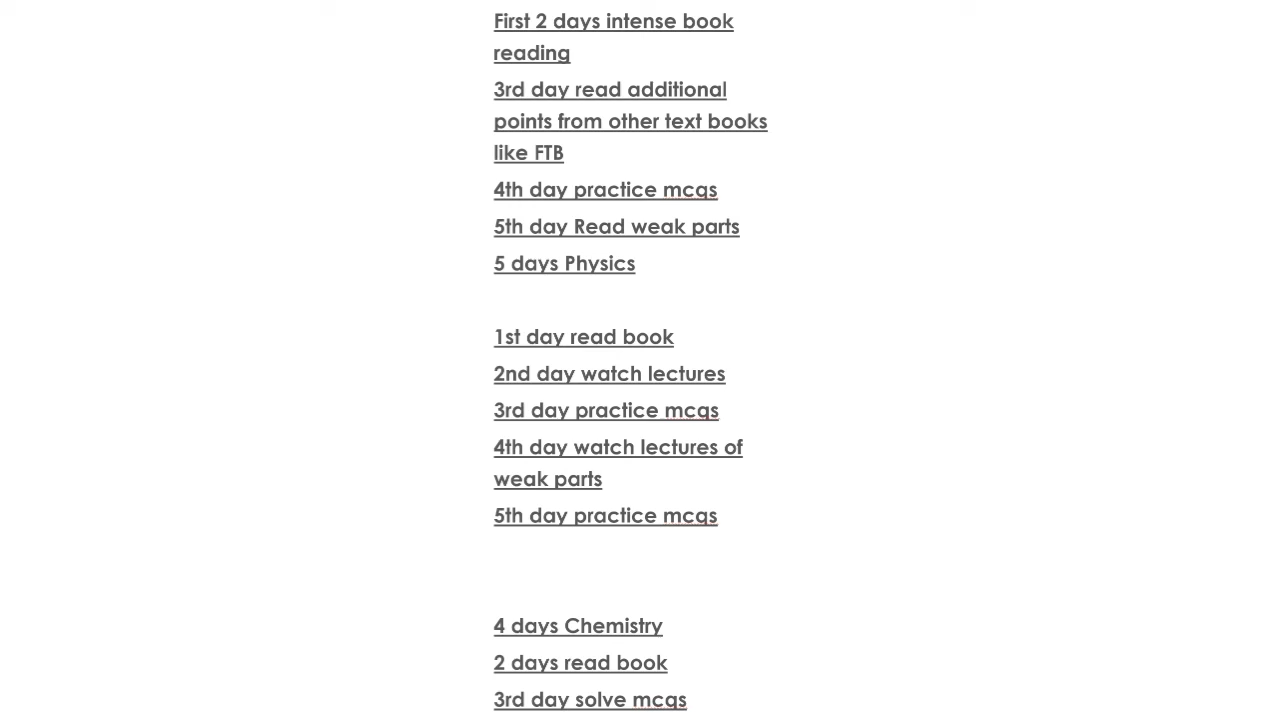 First 2 days intense book
reading
3rd day read additional
points from other text books
like FTB
4th day practice mcqs
5th day Read weak parts
5 days Physics
1st day read book
2nd day watch lectures
3rd day practice mcqs
4th day watch lectures of
weak parts
5th day practice mcqs
4 days Chemistry
2 days read book
3rd day solve mcqs